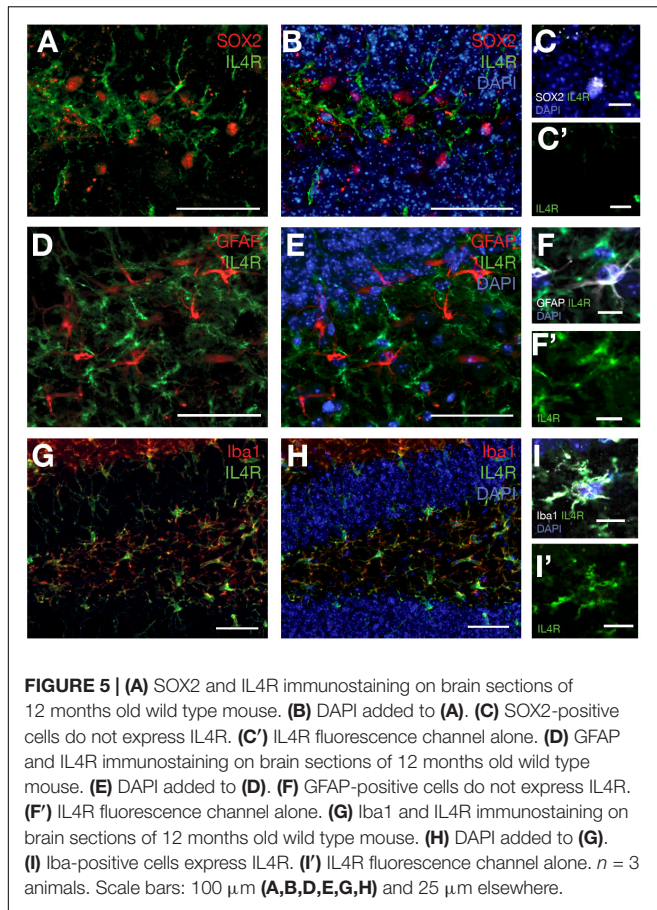 A
SOX2
IL4R
B
SOX2
IL4R
DAPI
C
SOX2 IL4R
DAPI
C'
IL4R
D
GFAP
IL4R
E
GFAP
IL4R
DAPI
F
GFAP IL4R
DAPI
F'
IL4R
G
Iba1
IL4R
H
Iba1
IL4R
DAPI
I
Iba1 IL4R
DAPI
I'
IL4R
FIGURE 5 | (A) SOX2 and IL4R immunostaining on brain sections of
12 months old wild type mouse. (B) DAPI added to (A). (C) SOX2-positive
cells do not express IL4R. (C′) IL4R fluorescence channel alone. (D) GFAP
and IL4R immunostaining on brain sections of 12 months old wild type
mouse. (E) DAPI added to (D). (F) GFAP-positive cells do not express IL4R.
(F′) IL4R fluorescence channel alone. (G) Iba1 and IL4R immunostaining on
brain sections of 12 months old wild type mouse. (H) DAPI added to (G).
(I) Iba-positive cells express IL4R. (I′) IL4R fluorescence channel alone. n = 3
animals. Scale bars: 100 μm (A,B,D,E,G,H) and 25 μm elsewhere.